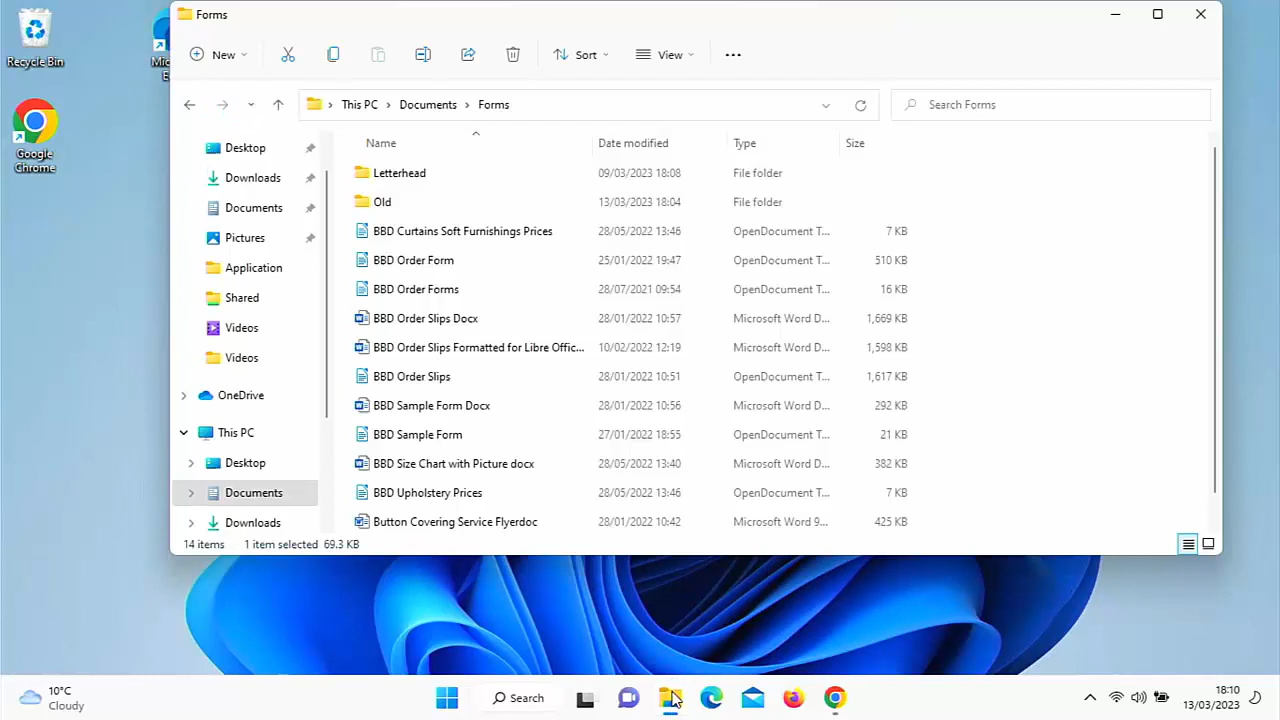 Forms
New
Sort
View
This PC
Documents
Forms
Search Forms
Recycle Bin
Google
Chrome
Desktop
Downloads
Documents
Pictures
Application
Shared
Videos
Videos
OneDrive
This PC
Desktop
Documents
Downloads
Name Date modified Type Size
Letterhead 09/03/2023 18:08 File folder
Old 13/03/2023 18:04 File folder
BBD Curtains Soft Furnishings Prices 28/05/2022 13:46 OpenDocument T... 7 KB
BBD Order Form 25/01/2022 19:47 OpenDocument T... 510 KB
BBD Order Forms 28/07/2021 09:54 OpenDocument T... 16 KB
BBD Order Slips Docx 28/01/2022 10:57 Microsoft Word D... 1,669 KB
BBD Order Slips Formatted for Libre Offic... 10/02/2022 12:19 Microsoft Word D... 1,598 KB
BBD Order Slips 28/01/2022 10:51 OpenDocument T... 1,617 KB
BBD Sample Form Docx 28/01/2022 10:56 Microsoft Word D... 292 KB
BBD Sample Form 27/01/2022 18:55 OpenDocument T... 21 KB
BBD Size Chart with Picture docx 28/05/2022 13:40 Microsoft Word D... 382 KB
BBD Upholstery Prices 28/05/2022 13:46 OpenDocument T... 7 KB
Button Covering Service Flyerdoc 28/01/2022 10:42 Microsoft Word 9... 425 KB
14 items 1 item selected 69.3 KB
10°C
Cloudy
Search
18:10
13/03/2023